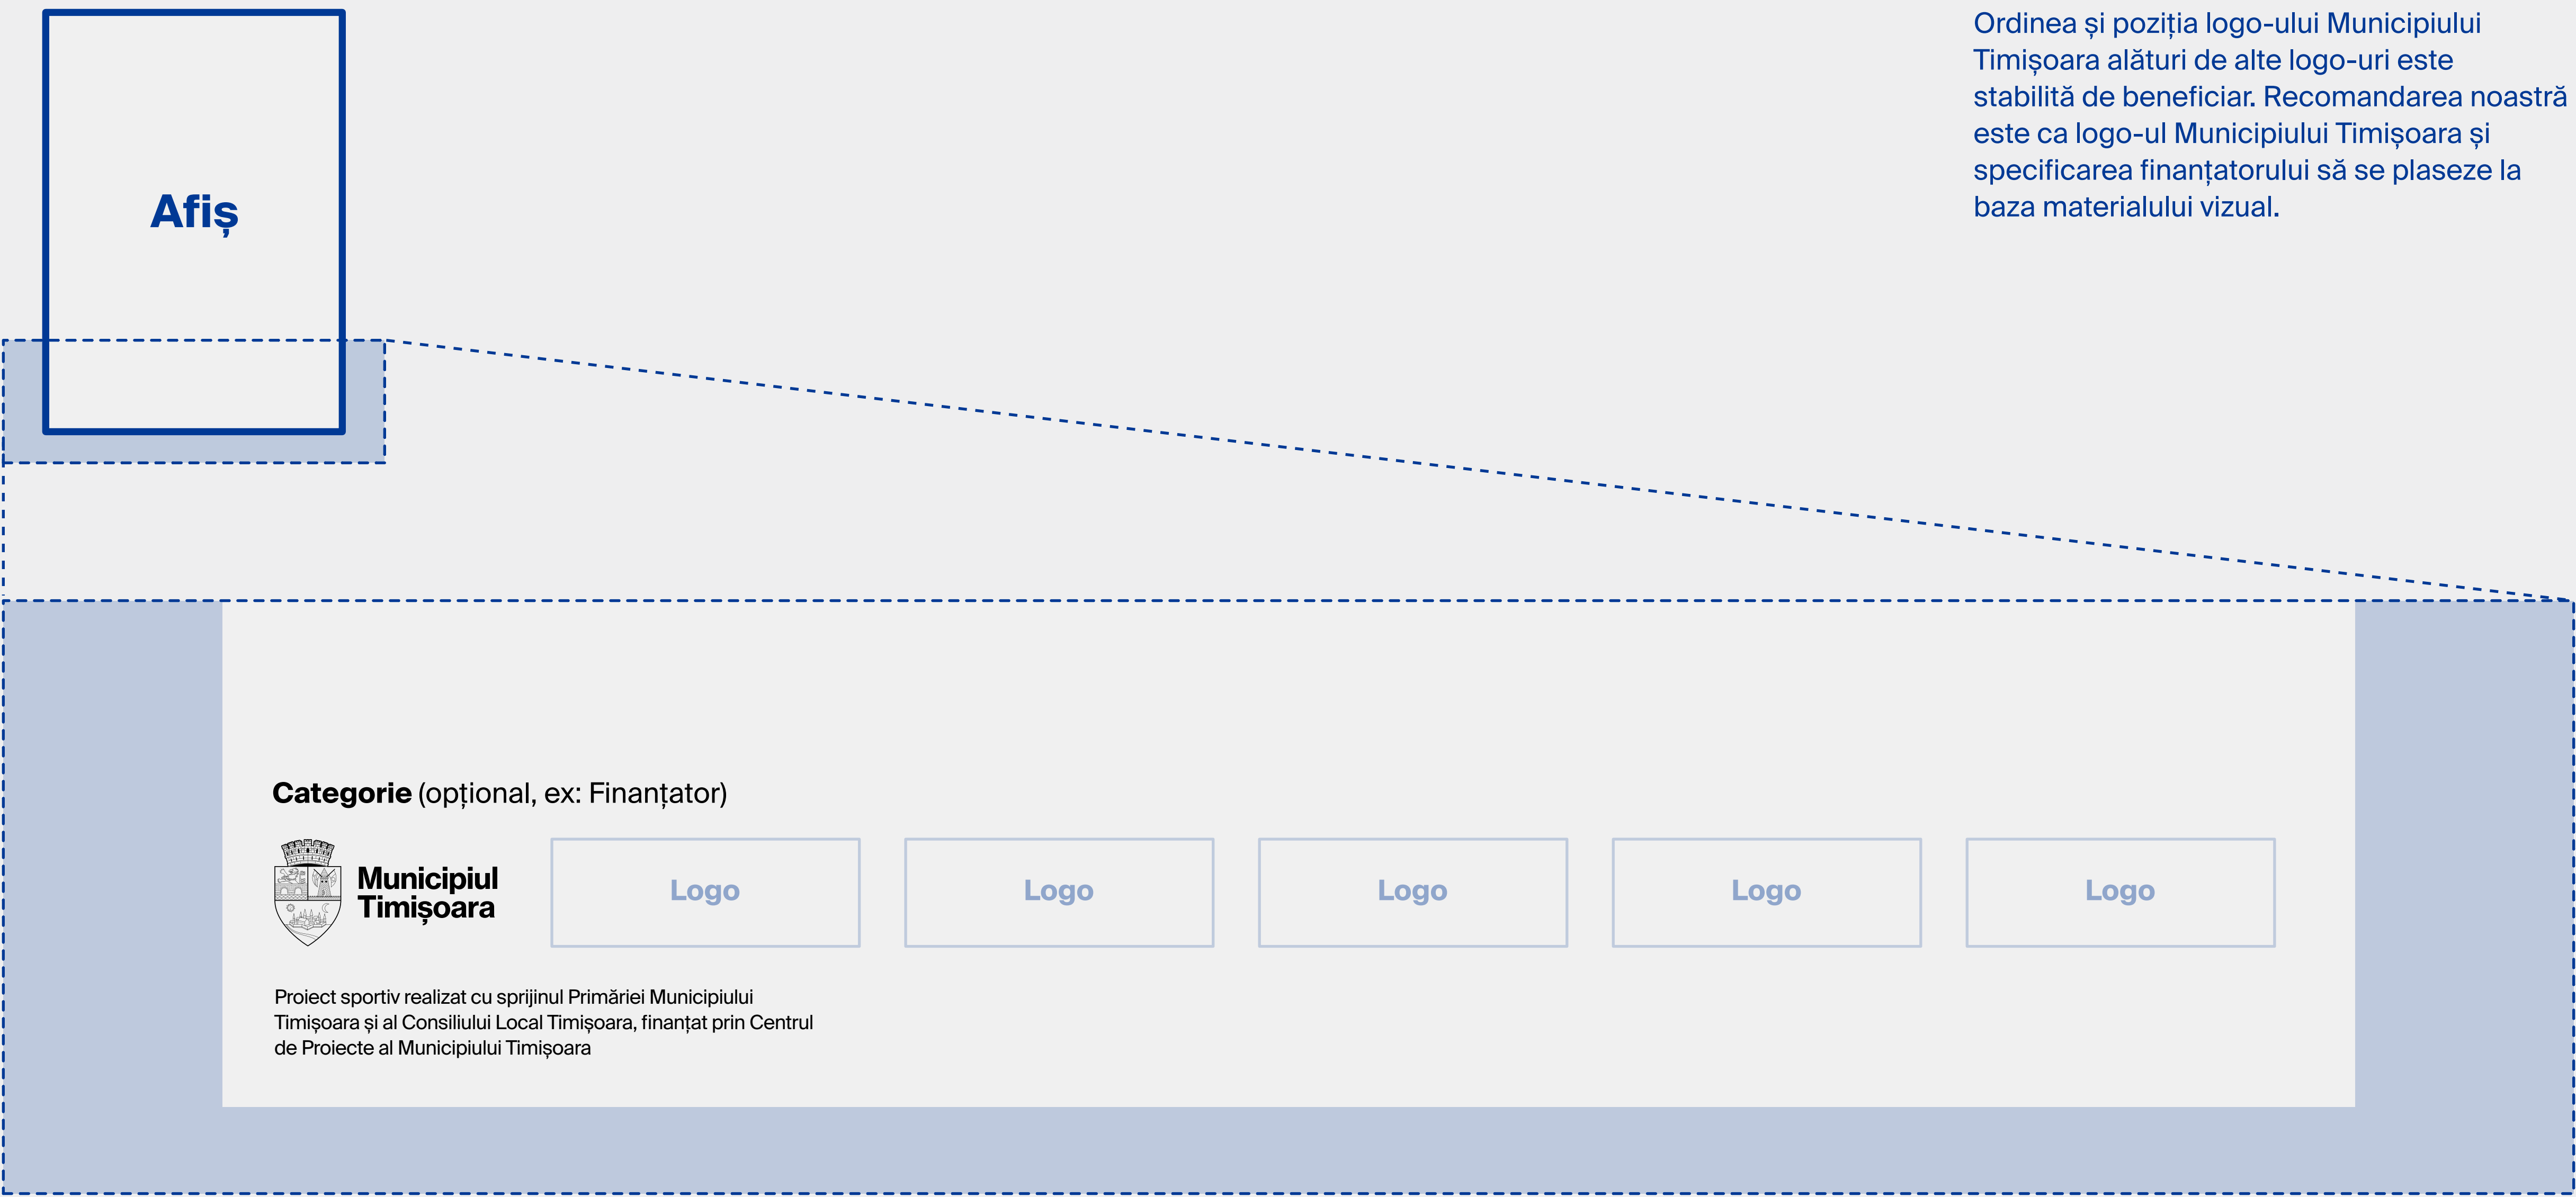 Afiș
Ordinea și poziția logo-ului Municipiului
Timișoara alături de alte logo-uri este
stabilită de beneficiar. Recomandarea noastră
este ca logo-ul Municipiului Timișoara și
specificarea finanțatorului să se plaseze la
baza materialului vizual.
Categorie (opțional, ex: Finanțator)
Municipiul
Timișoara
Logo
Logo
Logo
Logo
Logo
Proiect sportiv realizat cu sprijinul Primăriei Municipiului
Timișoara și al Consiliului Local Timișoara, finanțat prin Centrul
de Proiecte al Municipiului Timișoara